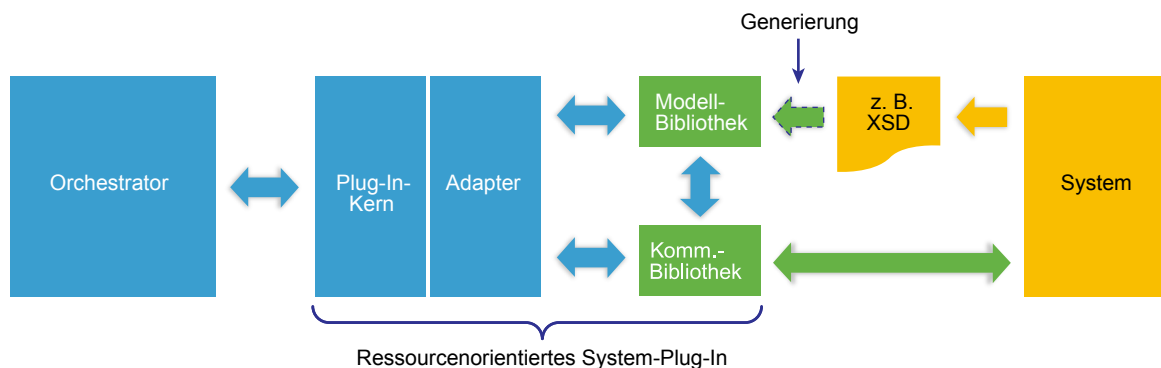 Generierung
Orchestrator
Plug-In-
Kern
Adapter
Modell-
Bibliothek
z. B.
XSD
System
Komm.-
Bibliothek
Ressourcenorientiertes System-Plug-In